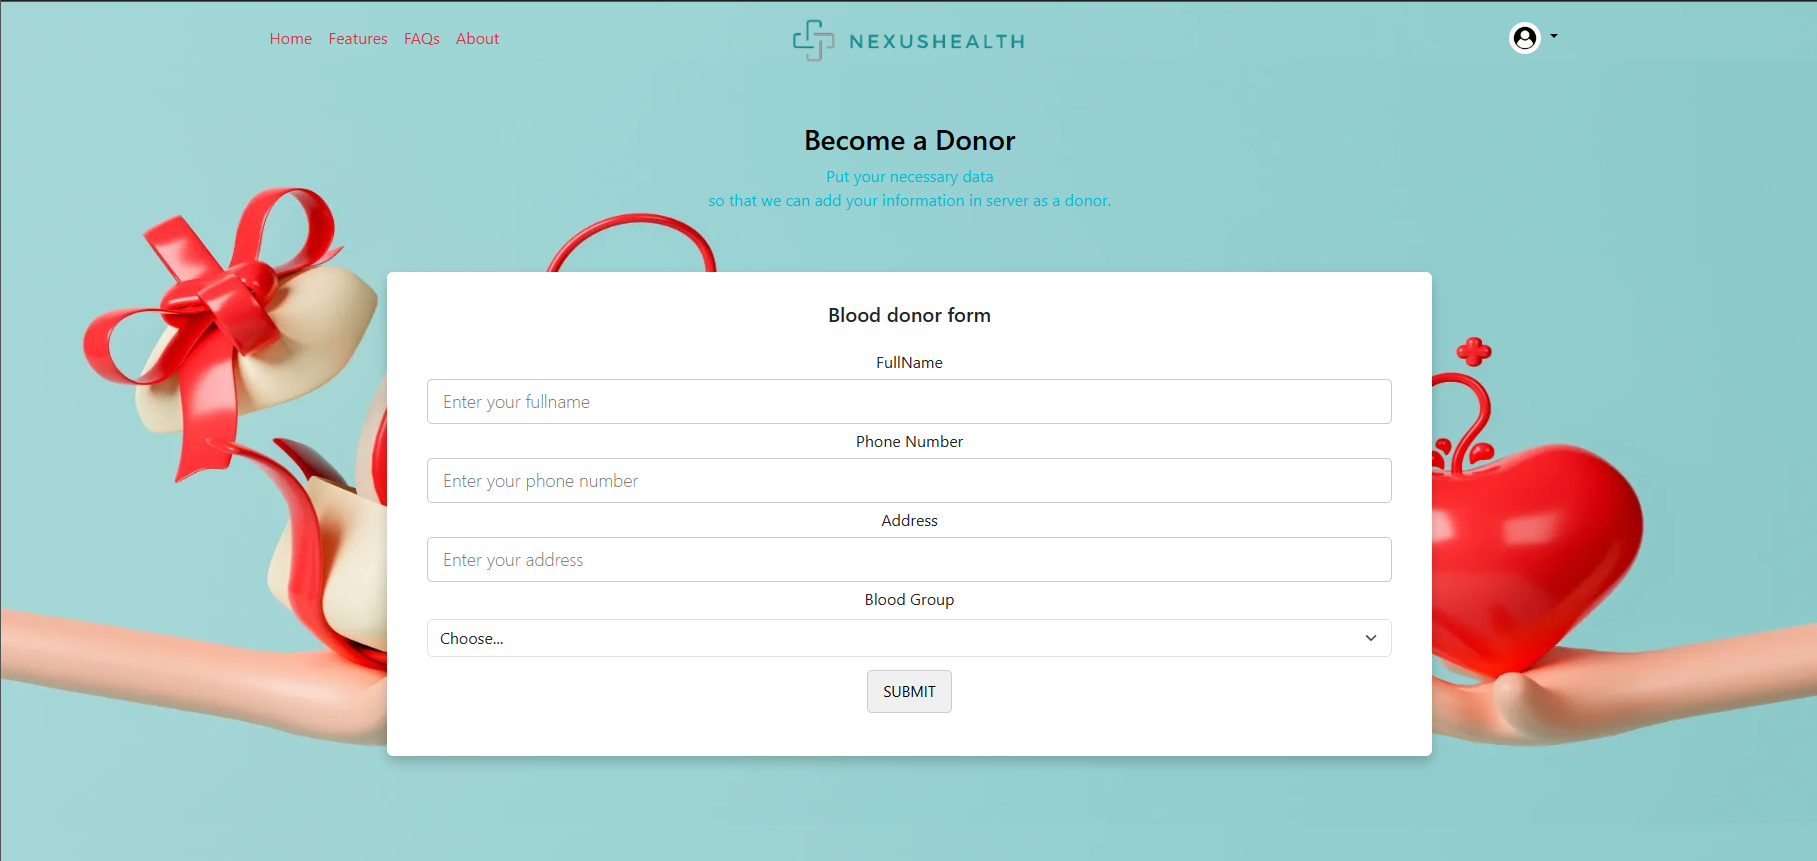 Home Features FAQs About
NEXUSHEALTH
Become a Donor
Put your necessary data
so that we can add your information in server as a donor.
Blood donor form
FullName
Enter your fullname
Phone Number
Enter your phone number
Address
Enter your address
Blood Group
Choose...
SUBMIT